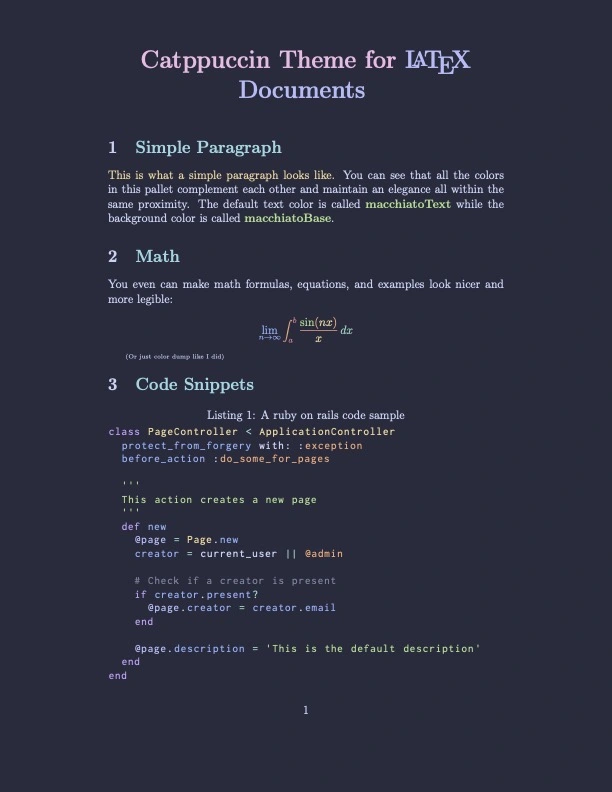 Catppuccin Theme for LATEX
Documents
1 Simple Paragraph
This is what a simple paragraph looks like. You can see that all the colors
in this pallet complement each other and maintain an elegance all within the
same proximity. The default text color is called macchiatoText while the
background color is called macchiatoBase.
2 Math
You even can make math formulas, equations, and examples look nicer and
more legible:
lim n→∞ ∫_a^b sin(nx)/x dx
(Or just color dump like I did)
3 Code Snippets
Listing 1: A ruby on rails code sample
class PageController < ApplicationController
  protect_from_forgery with: :exception
  before_action :do_some_for_pages
  '''
  This action creates a new page
  '''
  def new
    @page = Page.new
    creator = current_user || @admin
    # Check if a creator is present
    if creator.present?
      @page.creator = creator.email
    end
    @page.description = 'This is the default description'
  end
end
1